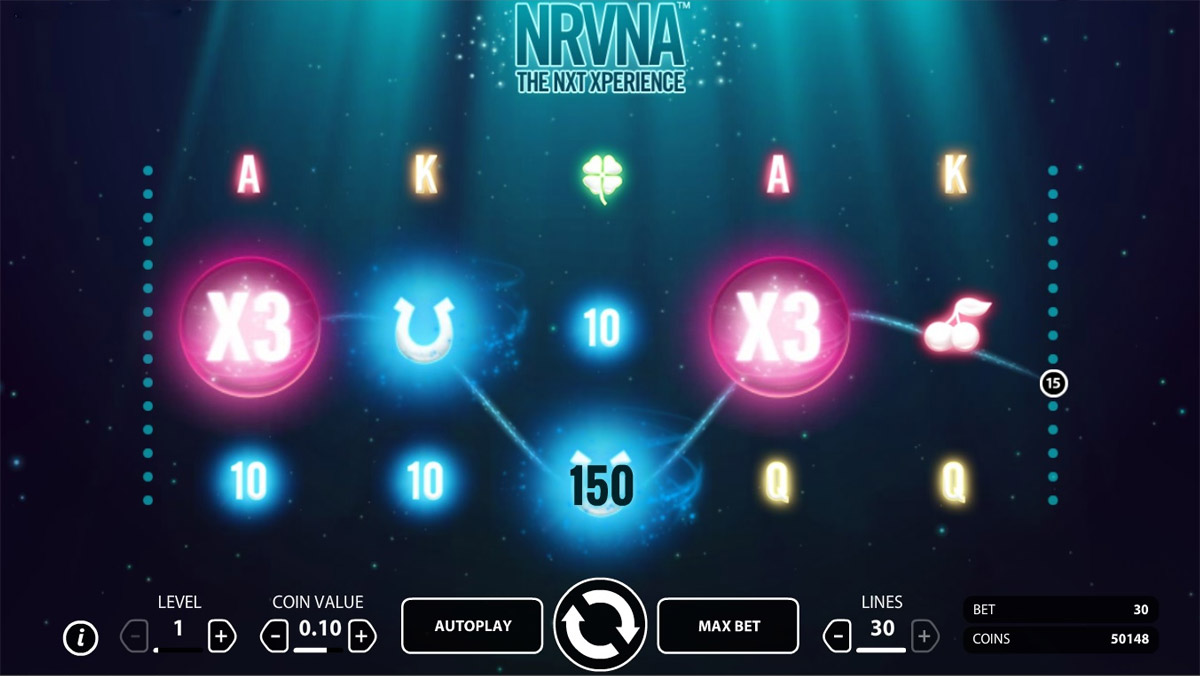 NRVNA™
THE NXT XPERIENCE
A K A K
X3 10 X3
15
10 10 150 Q Q
LEVEL
1
COIN VALUE
0.10
AUTOPLAY
MAX BET
LINES
30
BET 30
COINS 50148
i